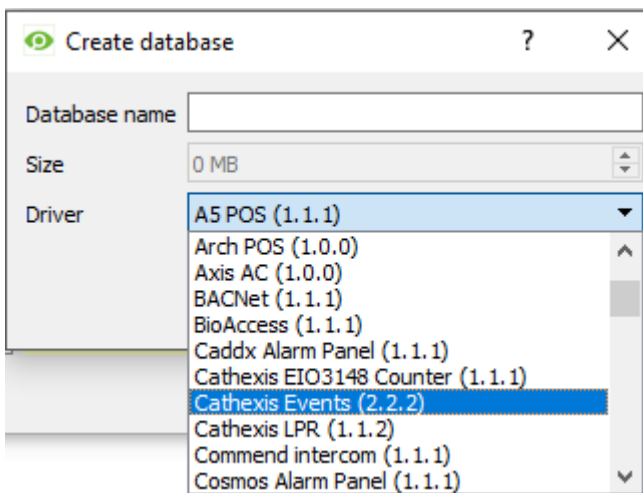 Create database ?
Database name
Size 0 MB
Driver A5 POS (1.1.1)
Arch POS (1.0.0)
Axis AC (1.0.0)
BACNet (1.1.1)
BioAccess (1.1.1)
Caddx Alarm Panel (1.1.1)
Cathexis EIO3148 Counter (1.1.1)
Cathexis Events (2.2.2)
Cathexis LPR (1.1.2)
Commend intercom (1.1.1)
Cosmos Alarm Panel (1.1.1)